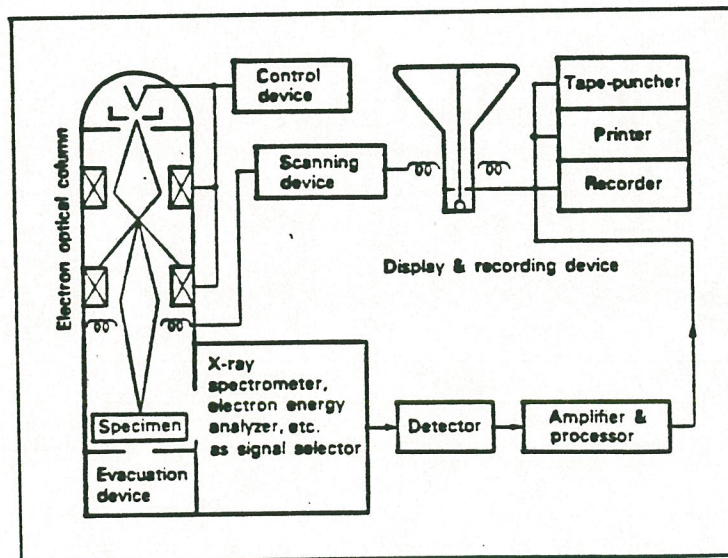 Electron optical column
Control
device
Scanning
device
Tape-puncher
Printer
Recorder
Display & recording device
X-ray
spectrometer,
electron energy
analyzer, etc.
as signal selector
Specimen
Evacuation
device
Detector
Amplifier &
processor